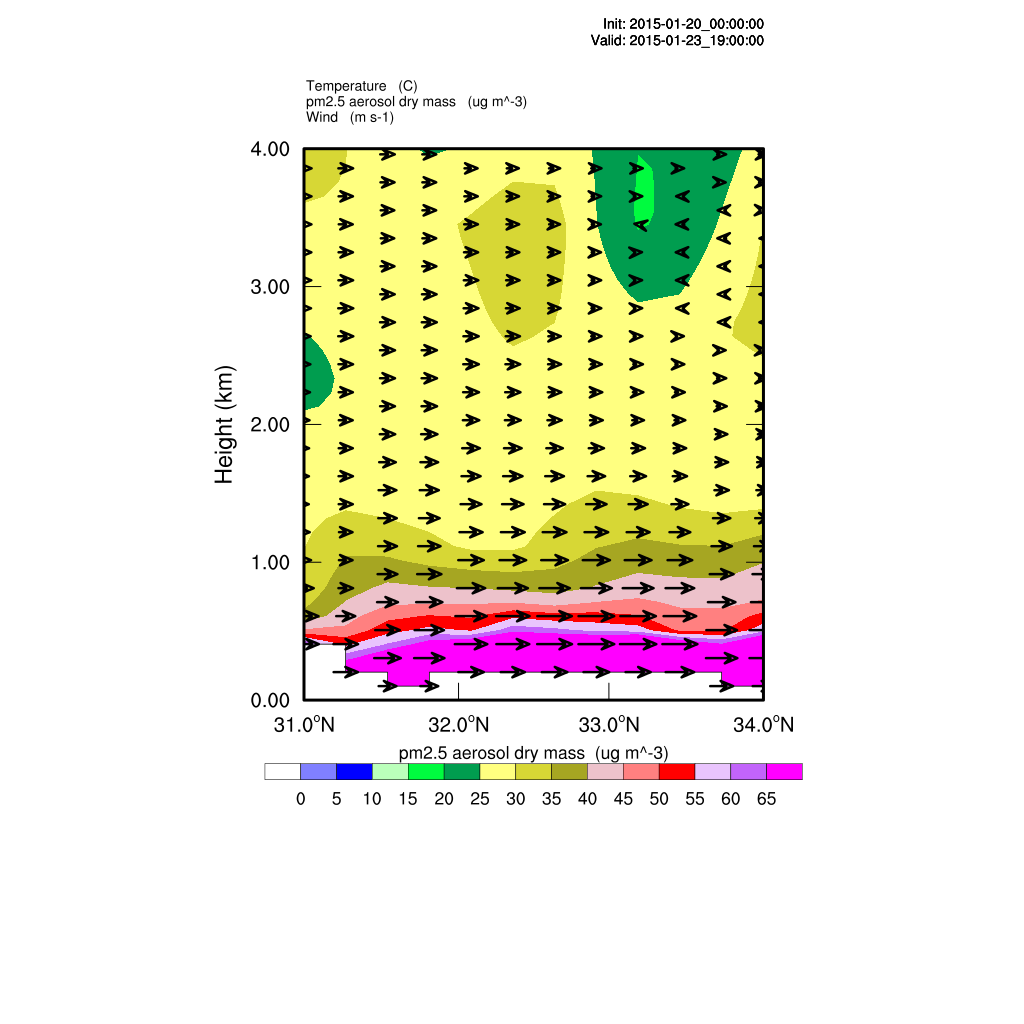 Init: 2015-01-20_00:00:00
Valid: 2015-01-23_19:00:00
Temperature (C)
pm2.5 aerosol dry mass (ug m^-3)
Wind (m s-1)
4.00
3.00
2.00
1.00
0.00
Height (km)
31.0°N 32.0°N 33.0°N 34.0°N
pm2.5 aerosol dry mass (ug m^-3)
0 5 10 15 20 25 30 35 40 45 50 55 60 65